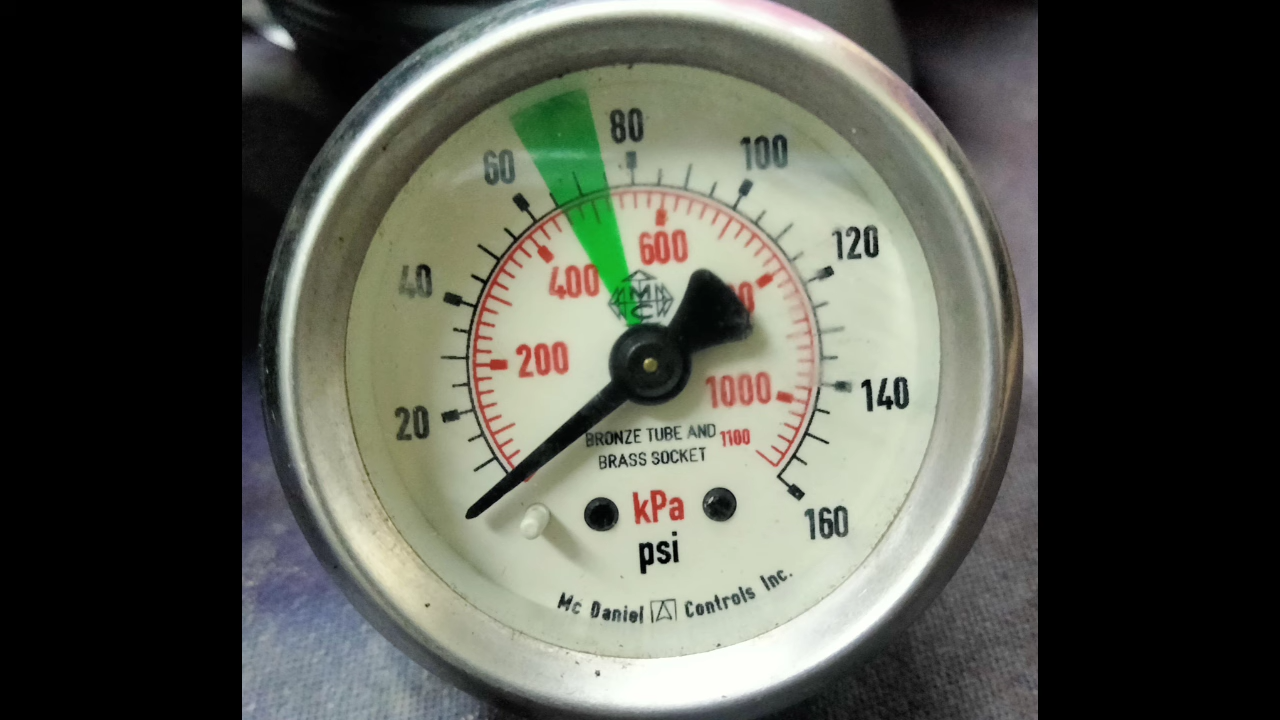 80
60
100
600
120
40
400
200
1000
140
20
BRONZE TUBE AND
1100
BRASS SOCKET
kPa
160
psi
Mc Daniel Controls Inc.